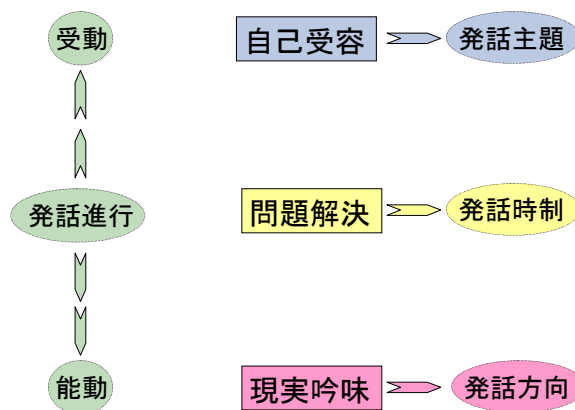 受動
自己受容
発話主題
発話進行
問題解決
発話時制
能動
現実吟味
発話方向